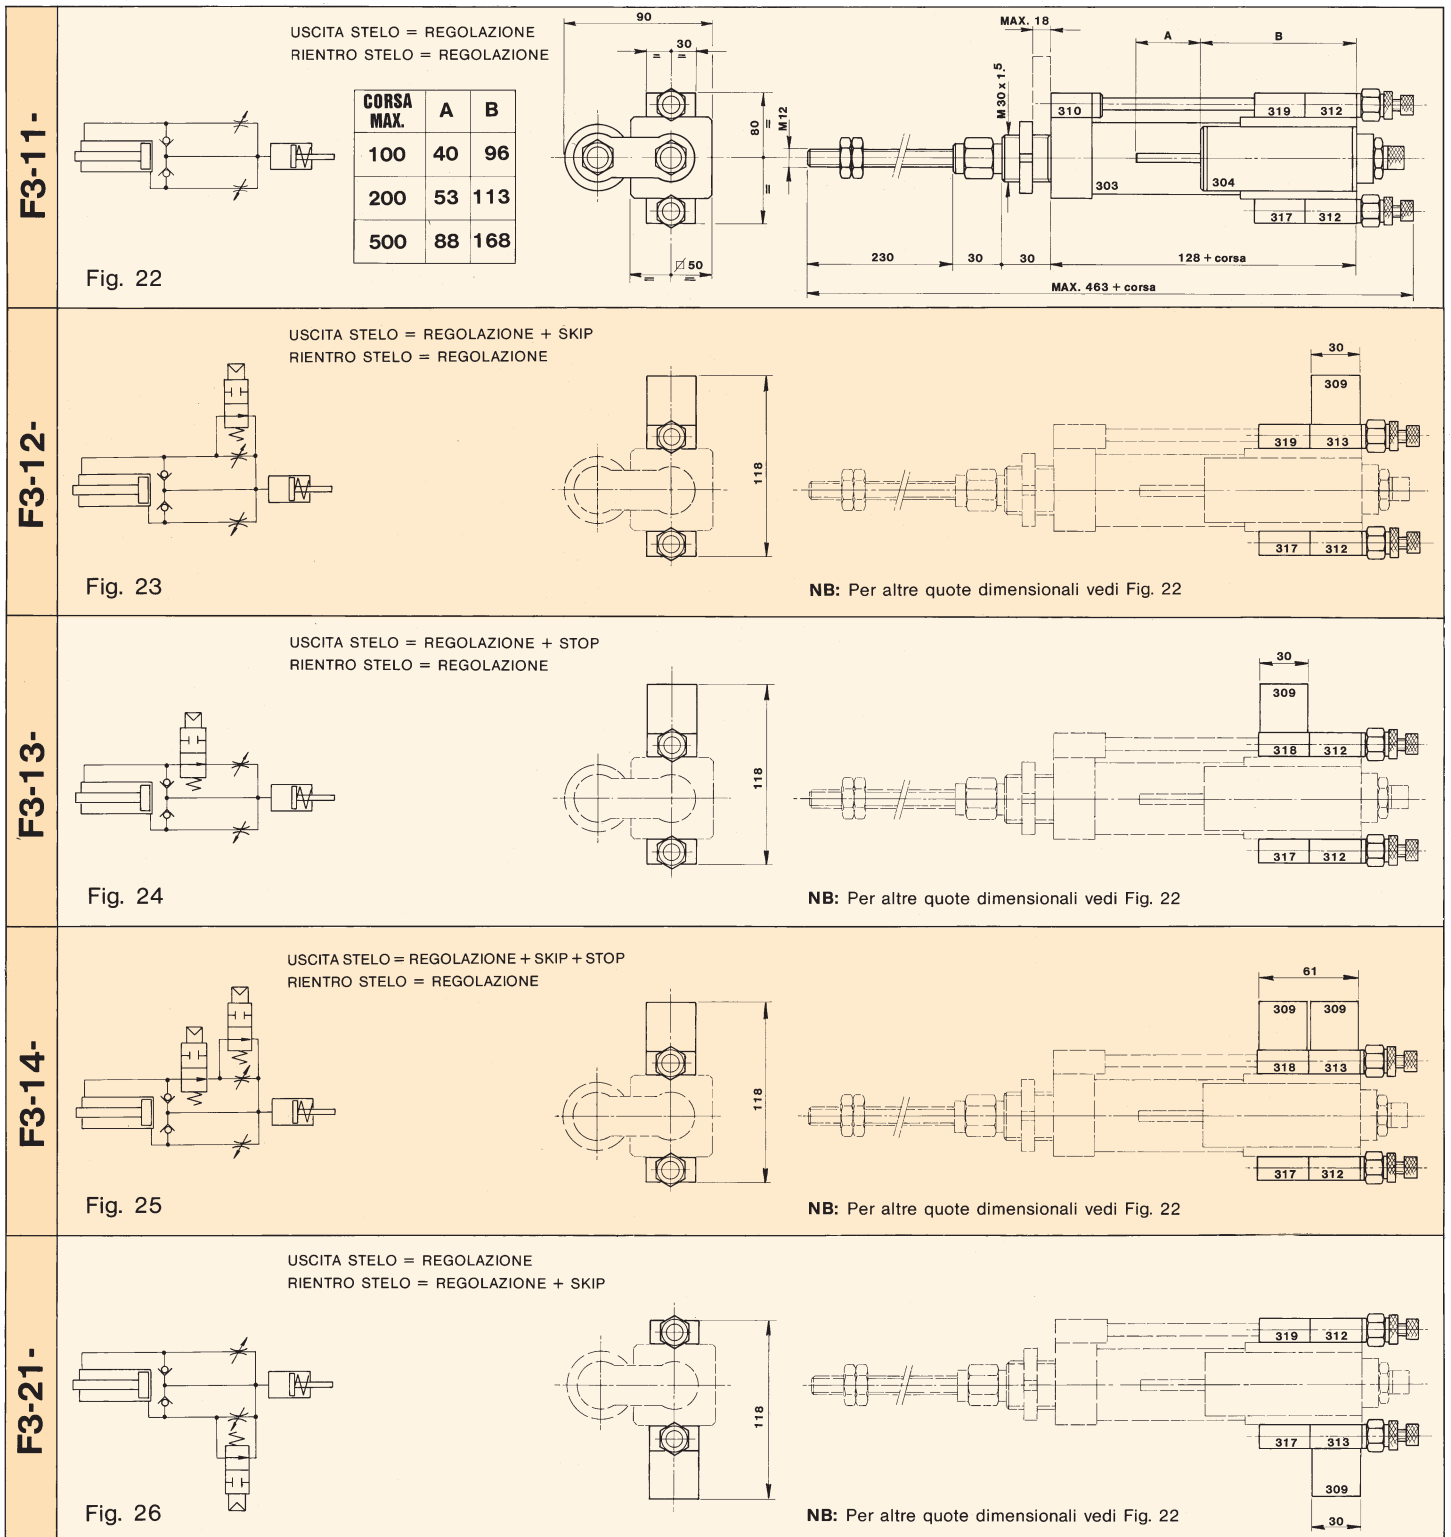 F3-11-
USCITA STELO = REGOLAZIONE
RIENTRO STELO = REGOLAZIONE
CORSA MAX. A B
100 40 96
200 53 113
500 88 168
Fig. 22
90
30
80
50
M12
MAX. 18
M30 x 1.5
A
B
310
319
312
303
304
317
312
230
30
30
128 + corsa
MAX. 463 + corsa
F3-12-
USCITA STELO = REGOLAZIONE + SKIP
RIENTRO STELO = REGOLAZIONE
Fig. 23
118
30
309
319
313
317
312
NB: Per altre quote dimensionali vedi Fig. 22
F3-13-
USCITA STELO = REGOLAZIONE + STOP
RIENTRO STELO = REGOLAZIONE
Fig. 24
118
30
309
318
312
317
312
NB: Per altre quote dimensionali vedi Fig. 22
F3-14-
USCITA STELO = REGOLAZIONE + SKIP + STOP
RIENTRO STELO = REGOLAZIONE
Fig. 25
118
61
309
309
318
313
317
312
NB: Per altre quote dimensionali vedi Fig. 22
F3-21-
USCITA STELO = REGOLAZIONE
RIENTRO STELO = REGOLAZIONE + SKIP
Fig. 26
118
319
312
317
313
309
30
NB: Per altre quote dimensionali vedi Fig. 22